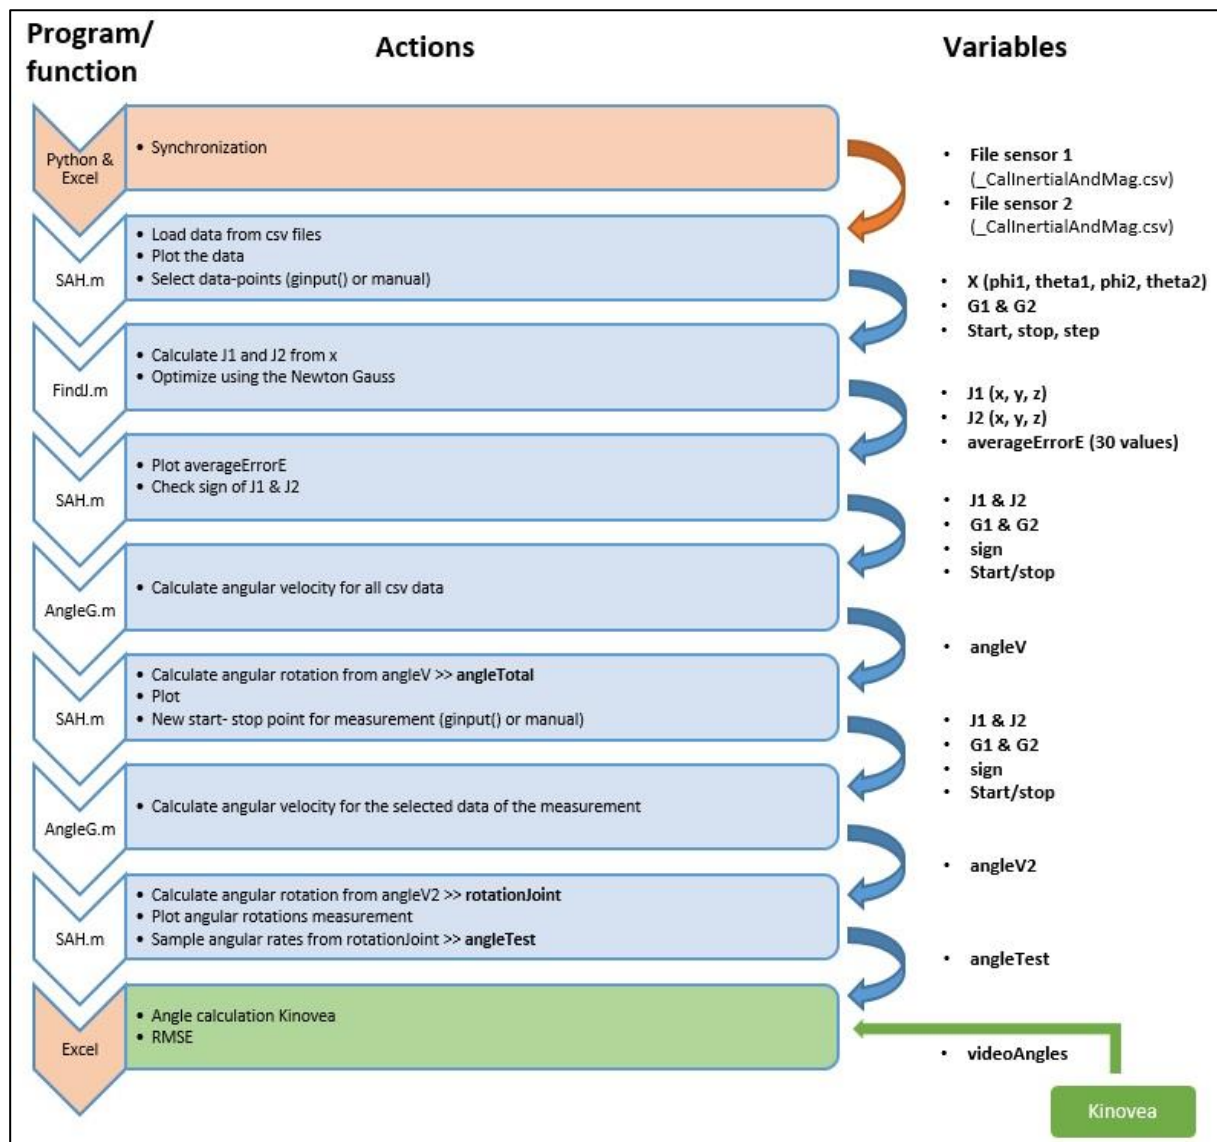 Program/
function
Actions
Variables
Python &
Excel
• Synchronization
• File sensor 1
(_CalInertialAndMag.csv)
• File sensor 2
(_CalInertialAndMag.csv)
SAH.m
• Load data from csv files
• Plot the data
• Select data-points (ginput() or manual)
• X (phi1, theta1, phi2, theta2)
• G1 & G2
• Start, stop, step
FindJ.m
• Calculate J1 and J2 from x
• Optimize using the Newton Gauss
• J1 (x, y, z)
• J2 (x, y, z)
• averageErrorE (30 values)
SAH.m
• Plot averageErrorE
• Check sign of J1 & J2
• J1 & J2
• G1 & G2
• sign
• Start/stop
AngleG.m
• Calculate angular velocity for all csv data
• angleV
SAH.m
• Calculate angular rotation from angleV >> angleTotal
• Plot
• New start- stop point for measurement (ginput() or manual)
• J1 & J2
• G1 & G2
• sign
• Start/stop
AngleG.m
• Calculate angular velocity for the selected data of the measurement
• angleV2
SAH.m
• Calculate angular rotation from angleV2 >> rotationJoint
• Plot angular rotations measurement
• Sample angular rates from rotationJoint >> angleTest
• angleTest
Excel
• Angle calculation Kinovea
• RMSE
• videoAngles
Kinovea